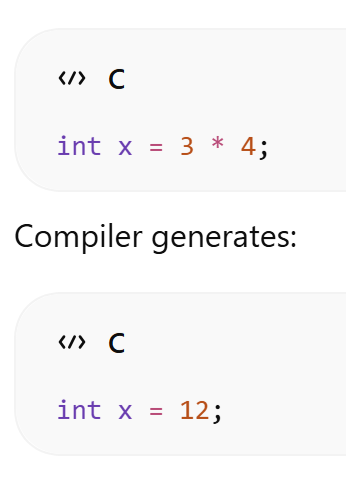 </> C
int x = 3 * 4;
Compiler generates:
</> C
int x = 12;